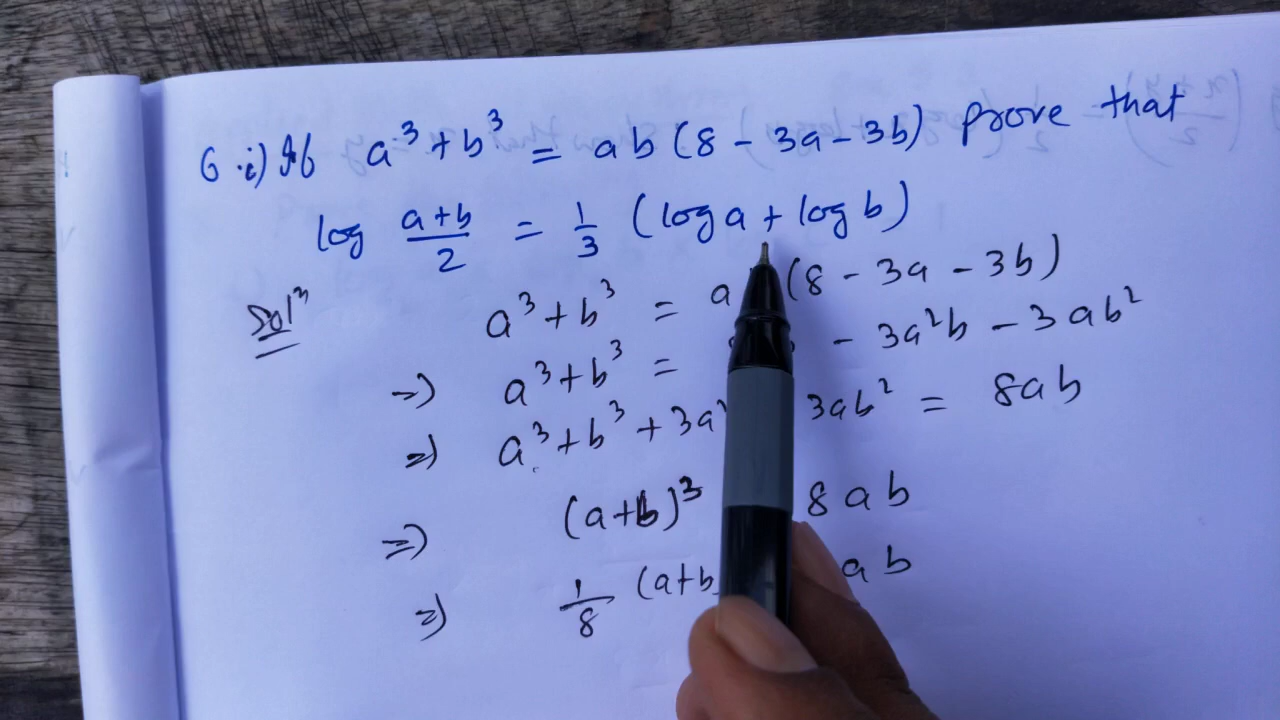 6.i) If a³ + b³ = ab (8 - 3a - 3b) prove that
log a+b/2 = 1/3 (log a + log b)
Solⁿ a³ + b³ = a (8 - 3a - 3b)
=) a³ + b³ = - 3a²b - 3ab²
=) a³ + b³ + 3a² 3ab² = 8ab
=) (a+b)³ 8ab
=) 1/8 (a+b ab